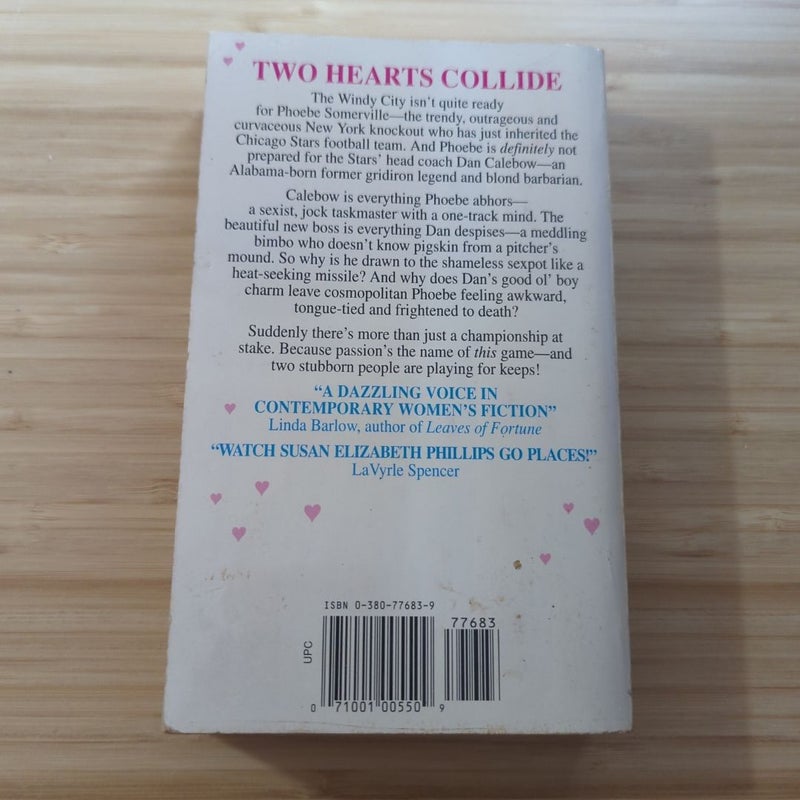 TWO HEARTS COLLIDE
The Windy City isn't quite ready
for Phoebe Somerville—the trendy, outrageous and
curvaceous New York knockout who has just inherited the
Chicago Stars football team. And Phoebe is definitely not
prepared for the Stars' head coach Dan Calebow—an
Alabama-born former gridiron legend and blond barbarian.
Calebow is everything Phoebe abhors—
a sexist, jock taskmaster with a one-track mind. The
beautiful new boss is everything Dan despises—a meddling
bimbo who doesn't know pigskin from a pitcher's
mound. So why is he drawn to the shameless sexpot like a
heat-seeking missile? And why does Dan's good ol' boy
charm leave cosmopolitan Phoebe feeling awkward,
tongue-tied and frightened to death?
Suddenly there's more than just a championship at
stake. Because passion's the name of this game—and
two stubborn people are playing for keeps!
“A DAZZLING VOICE IN
CONTEMPORARY WOMEN'S FICTION”
Linda Barlow, author of Leaves of Fortune
“WATCH SUSAN ELIZABETH PHILLIPS GO PLACES!”
LaVyrle Spencer
ISBN 0-380-77683-9
77683
UPC
0 71001 00550 9